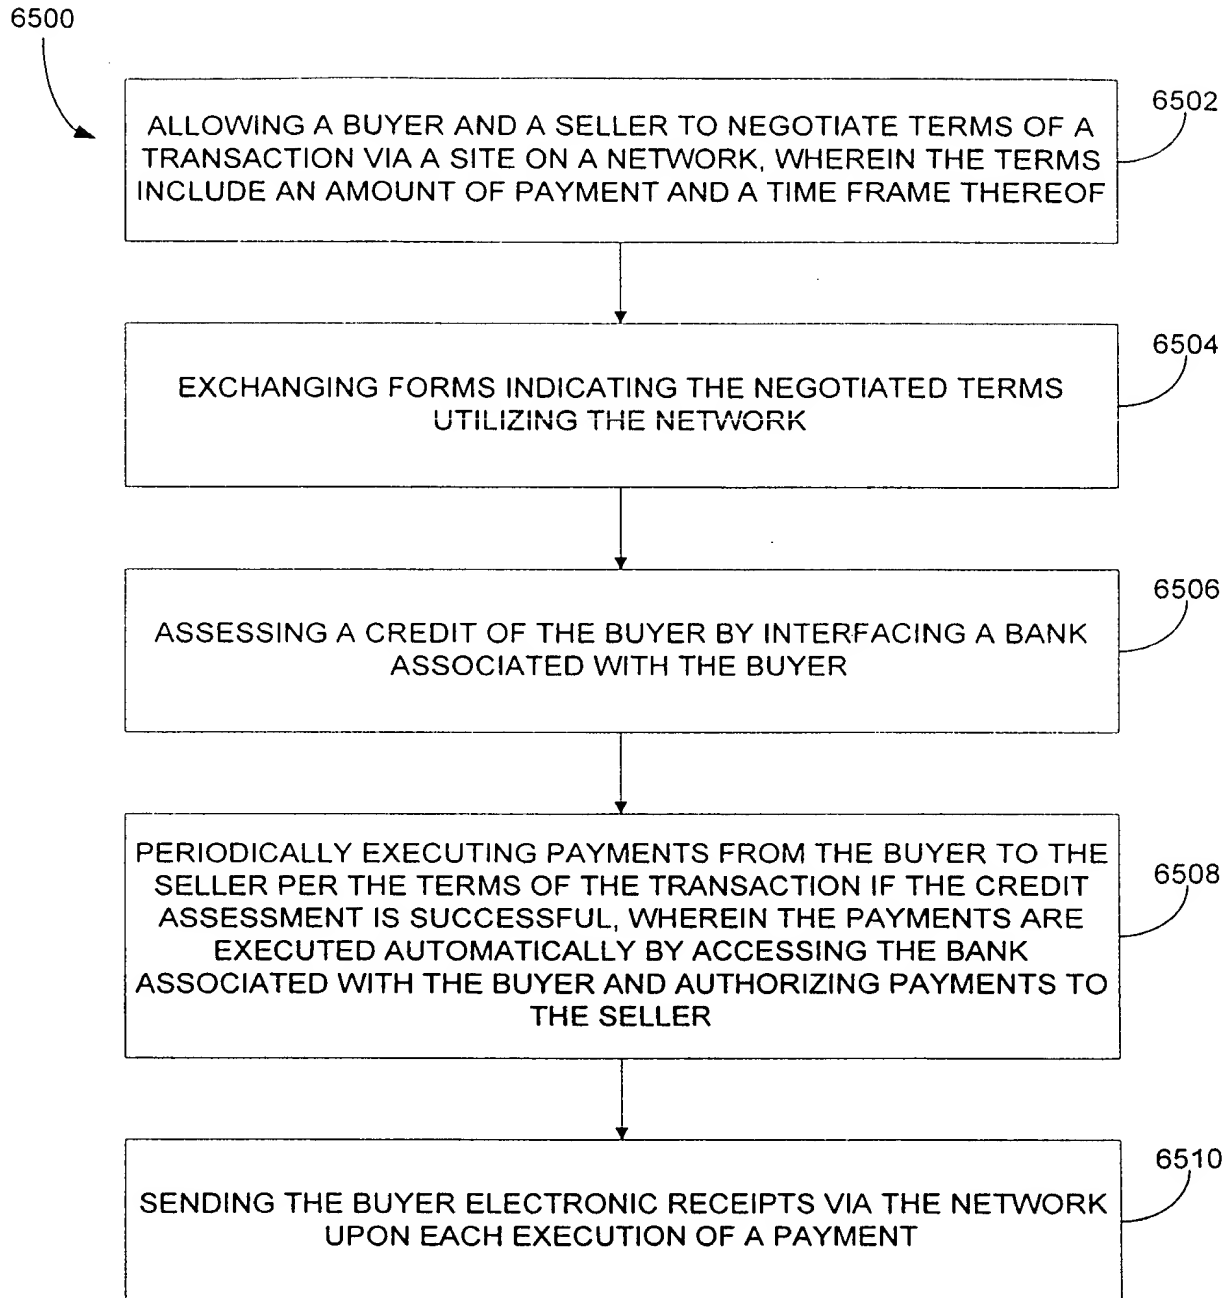 6500
6502
ALLOWING A BUYER AND A SELLER TO NEGOTIATE TERMS OF A
TRANSACTION VIA A SITE ON A NETWORK, WHEREIN THE TERMS
INCLUDE AN AMOUNT OF PAYMENT AND A TIME FRAME THEREOF
6504
EXCHANGING FORMS INDICATING THE NEGOTIATED TERMS
UTILIZING THE NETWORK
6506
ASSESSING A CREDIT OF THE BUYER BY INTERFACING A BANK
ASSOCIATED WITH THE BUYER
6508
PERIODICALLY EXECUTING PAYMENTS FROM THE BUYER TO THE
SELLER PER THE TERMS OF THE TRANSACTION IF THE CREDIT
ASSESSMENT IS SUCCESSFUL, WHEREIN THE PAYMENTS ARE
EXECUTED AUTOMATICALLY BY ACCESSING THE BANK
ASSOCIATED WITH THE BUYER AND AUTHORIZING PAYMENTS TO
THE SELLER
6510
SENDING THE BUYER ELECTRONIC RECEIPTS VIA THE NETWORK
UPON EACH EXECUTION OF A PAYMENT